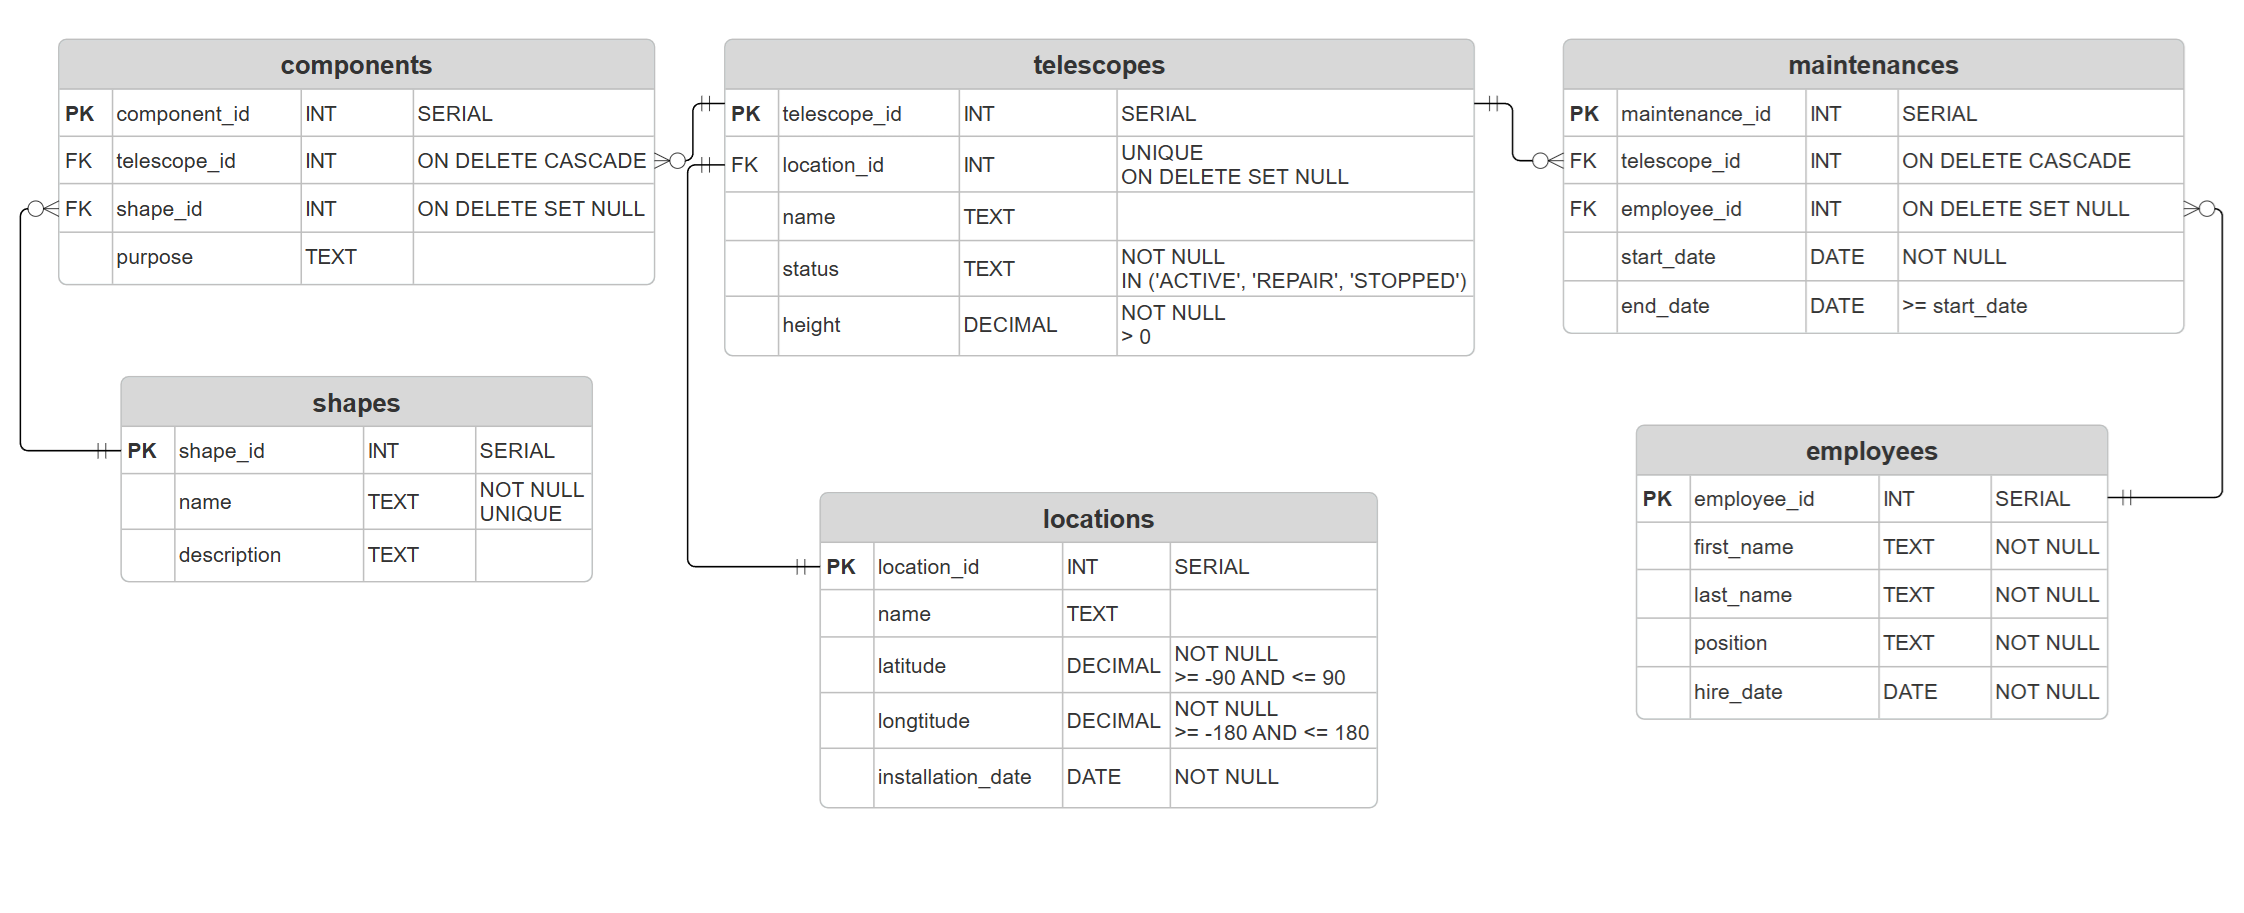 components
PK component_id INT SERIAL
FK telescope_id INT ON DELETE CASCADE
FK shape_id INT ON DELETE SET NULL
purpose TEXT
telescopes
PK telescope_id INT SERIAL
FK location_id INT UNIQUE
ON DELETE SET NULL
name TEXT
status TEXT NOT NULL
IN ('ACTIVE', 'REPAIR', 'STOPPED')
height DECIMAL NOT NULL
> 0
maintenances
PK maintenance_id INT SERIAL
FK telescope_id INT ON DELETE CASCADE
FK employee_id INT ON DELETE SET NULL
start_date DATE NOT NULL
end_date DATE >= start_date
shapes
PK shape_id INT SERIAL
name TEXT NOT NULL
UNIQUE
description TEXT
locations
PK location_id INT SERIAL
name TEXT
latitude DECIMAL NOT NULL
>= -90 AND <= 90
longtitude DECIMAL NOT NULL
>= -180 AND <= 180
installation_date DATE NOT NULL
employees
PK employee_id INT SERIAL
first_name TEXT NOT NULL
last_name TEXT NOT NULL
position TEXT NOT NULL
hire_date DATE NOT NULL